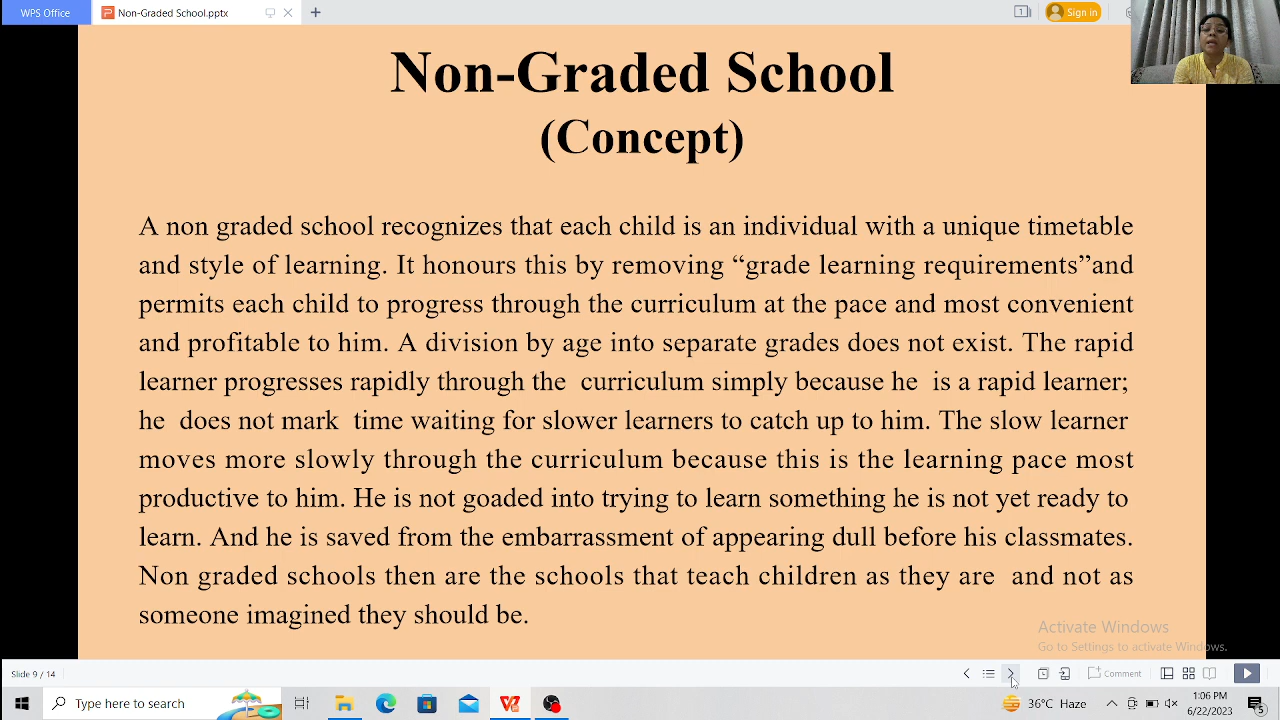 WPS Office
Non-Graded School.pptx
Sign in
Non-Graded School
(Concept)
A non graded school recognizes that each child is an individual with a unique timetable
and style of learning. It honours this by removing “grade learning requirements”and
permits each child to progress through the curriculum at the pace and most convenient
and profitable to him. A division by age into separate grades does not exist. The rapid
learner progresses rapidly through the curriculum simply because he is a rapid learner;
he does not mark time waiting for slower learners to catch up to him. The slow learner
moves more slowly through the curriculum because this is the learning pace most
productive to him. He is not goaded into trying to learn something he is not yet ready to
learn. And he is saved from the embarrassment of appearing dull before his classmates.
Non graded schools then are the schools that teach children as they are and not as
someone imagined they should be.
Activate Windows
Go to Settings to activate Windows.
Slide 9 / 14
Comment
Type here to search
36°C Haze
1:06 PM
6/22/2023
5